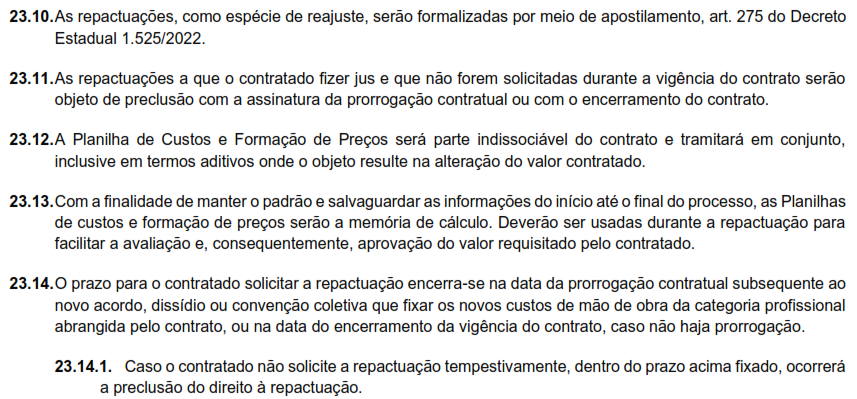 23.10.As repactuações, como espécie de reajuste, serão formalizadas por meio de apostilamento, art. 275 do Decreto
Estadual 1.525/2022.
23.11.As repactuações a que o contratado fizer jus e que não forem solicitadas durante a vigência do contrato serão
objeto de preclusão com a assinatura da prorrogação contratual ou com o encerramento do contrato.
23.12.A Planilha de Custos e Formação de Preços será parte indissociável do contrato e tramitará em conjunto,
inclusive em termos aditivos onde o objeto resulte na alteração do valor contratado.
23.13.Com a finalidade de manter o padrão e salvaguardar as informações do início até o final do processo, as Planilhas
de custos e formação de preços serão a memória de cálculo. Deverão ser usadas durante a repactuação para
facilitar a avaliação e, consequentemente, aprovação do valor requisitado pelo contratado.
23.14.O prazo para o contratado solicitar a repactuação encerra-se na data da prorrogação contratual subsequente ao
novo acordo, dissídio ou convenção coletiva que fixar os novos custos de mão de obra da categoria profissional
abrangida pelo contrato, ou na data do encerramento da vigência do contrato, caso não haja prorrogação.
23.14.1. Caso o contratado não solicite a repactuação tempestivamente, dentro do prazo acima fixado, ocorrerá
a preclusão do direito à repactuação.